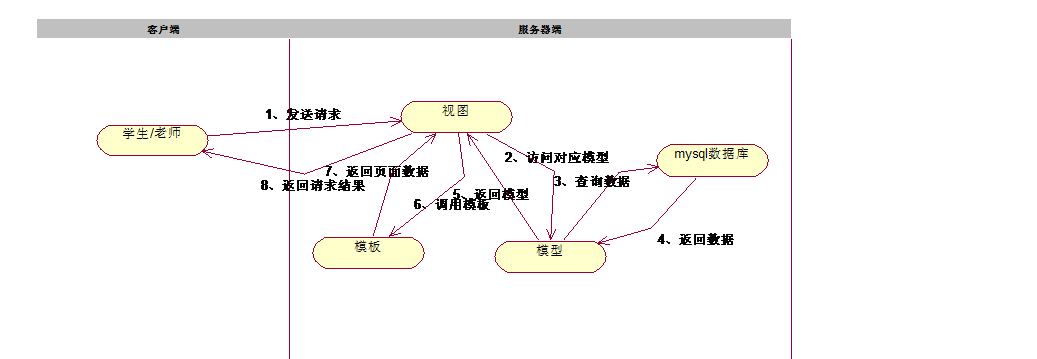 客户端
服务器端
视图
1、发送请求
学生/老师
mysql数据库
2、访问对应模型
7、返回页面数据
3、查询数据
8、返回请求结果
5、返回模型
6、调用模板
4、返回数据
模板
模型